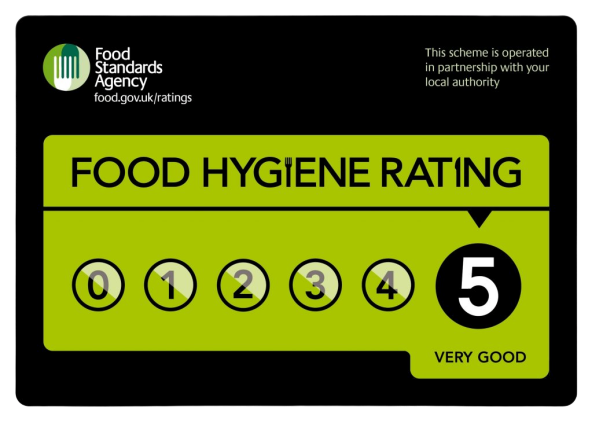 Food
Standards
Agency
food.gov.uk/ratings
This scheme is operated
in partnership with your
local authority
FOOD HYGIENE RATING
0 1 2 3 4 5
VERY GOOD